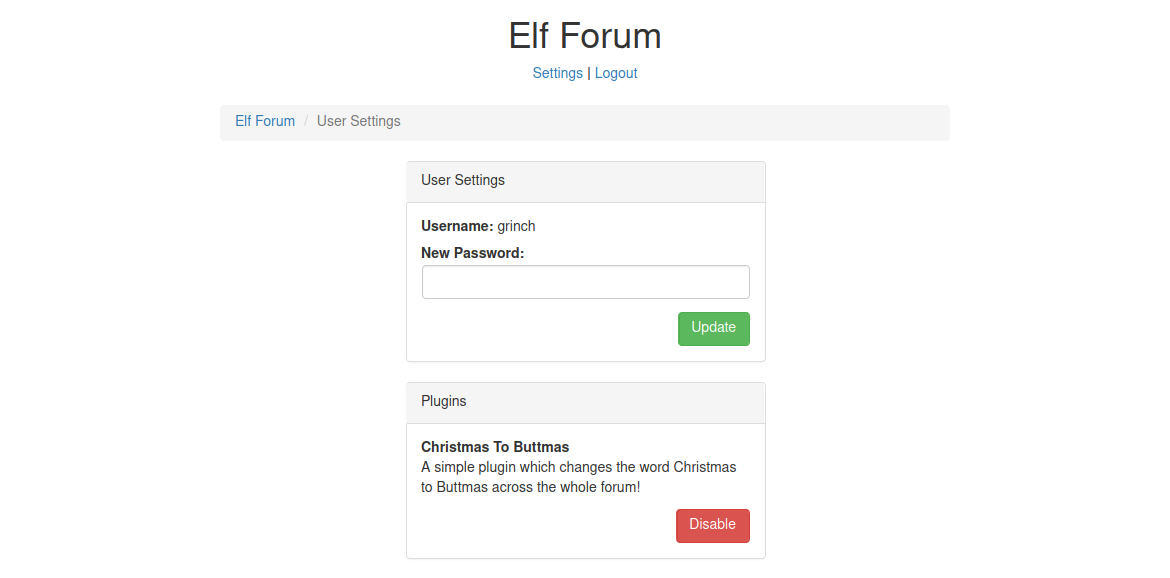 Elf Forum
Settings | Logout
Elf Forum / User Settings
User Settings
Username: grinch
New Password:
Update
Plugins
Christmas To Buttmas
A simple plugin which changes the word Christmas
to Buttmas across the whole forum!
Disable